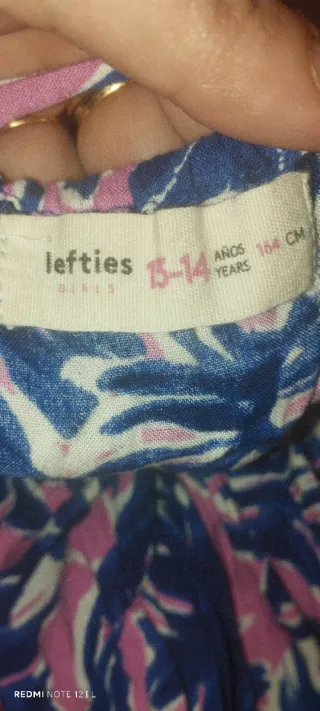 lefties
GIRLS
13-14
AÑOS
YEARS
164 CM
REDMI NOTE 12 | L